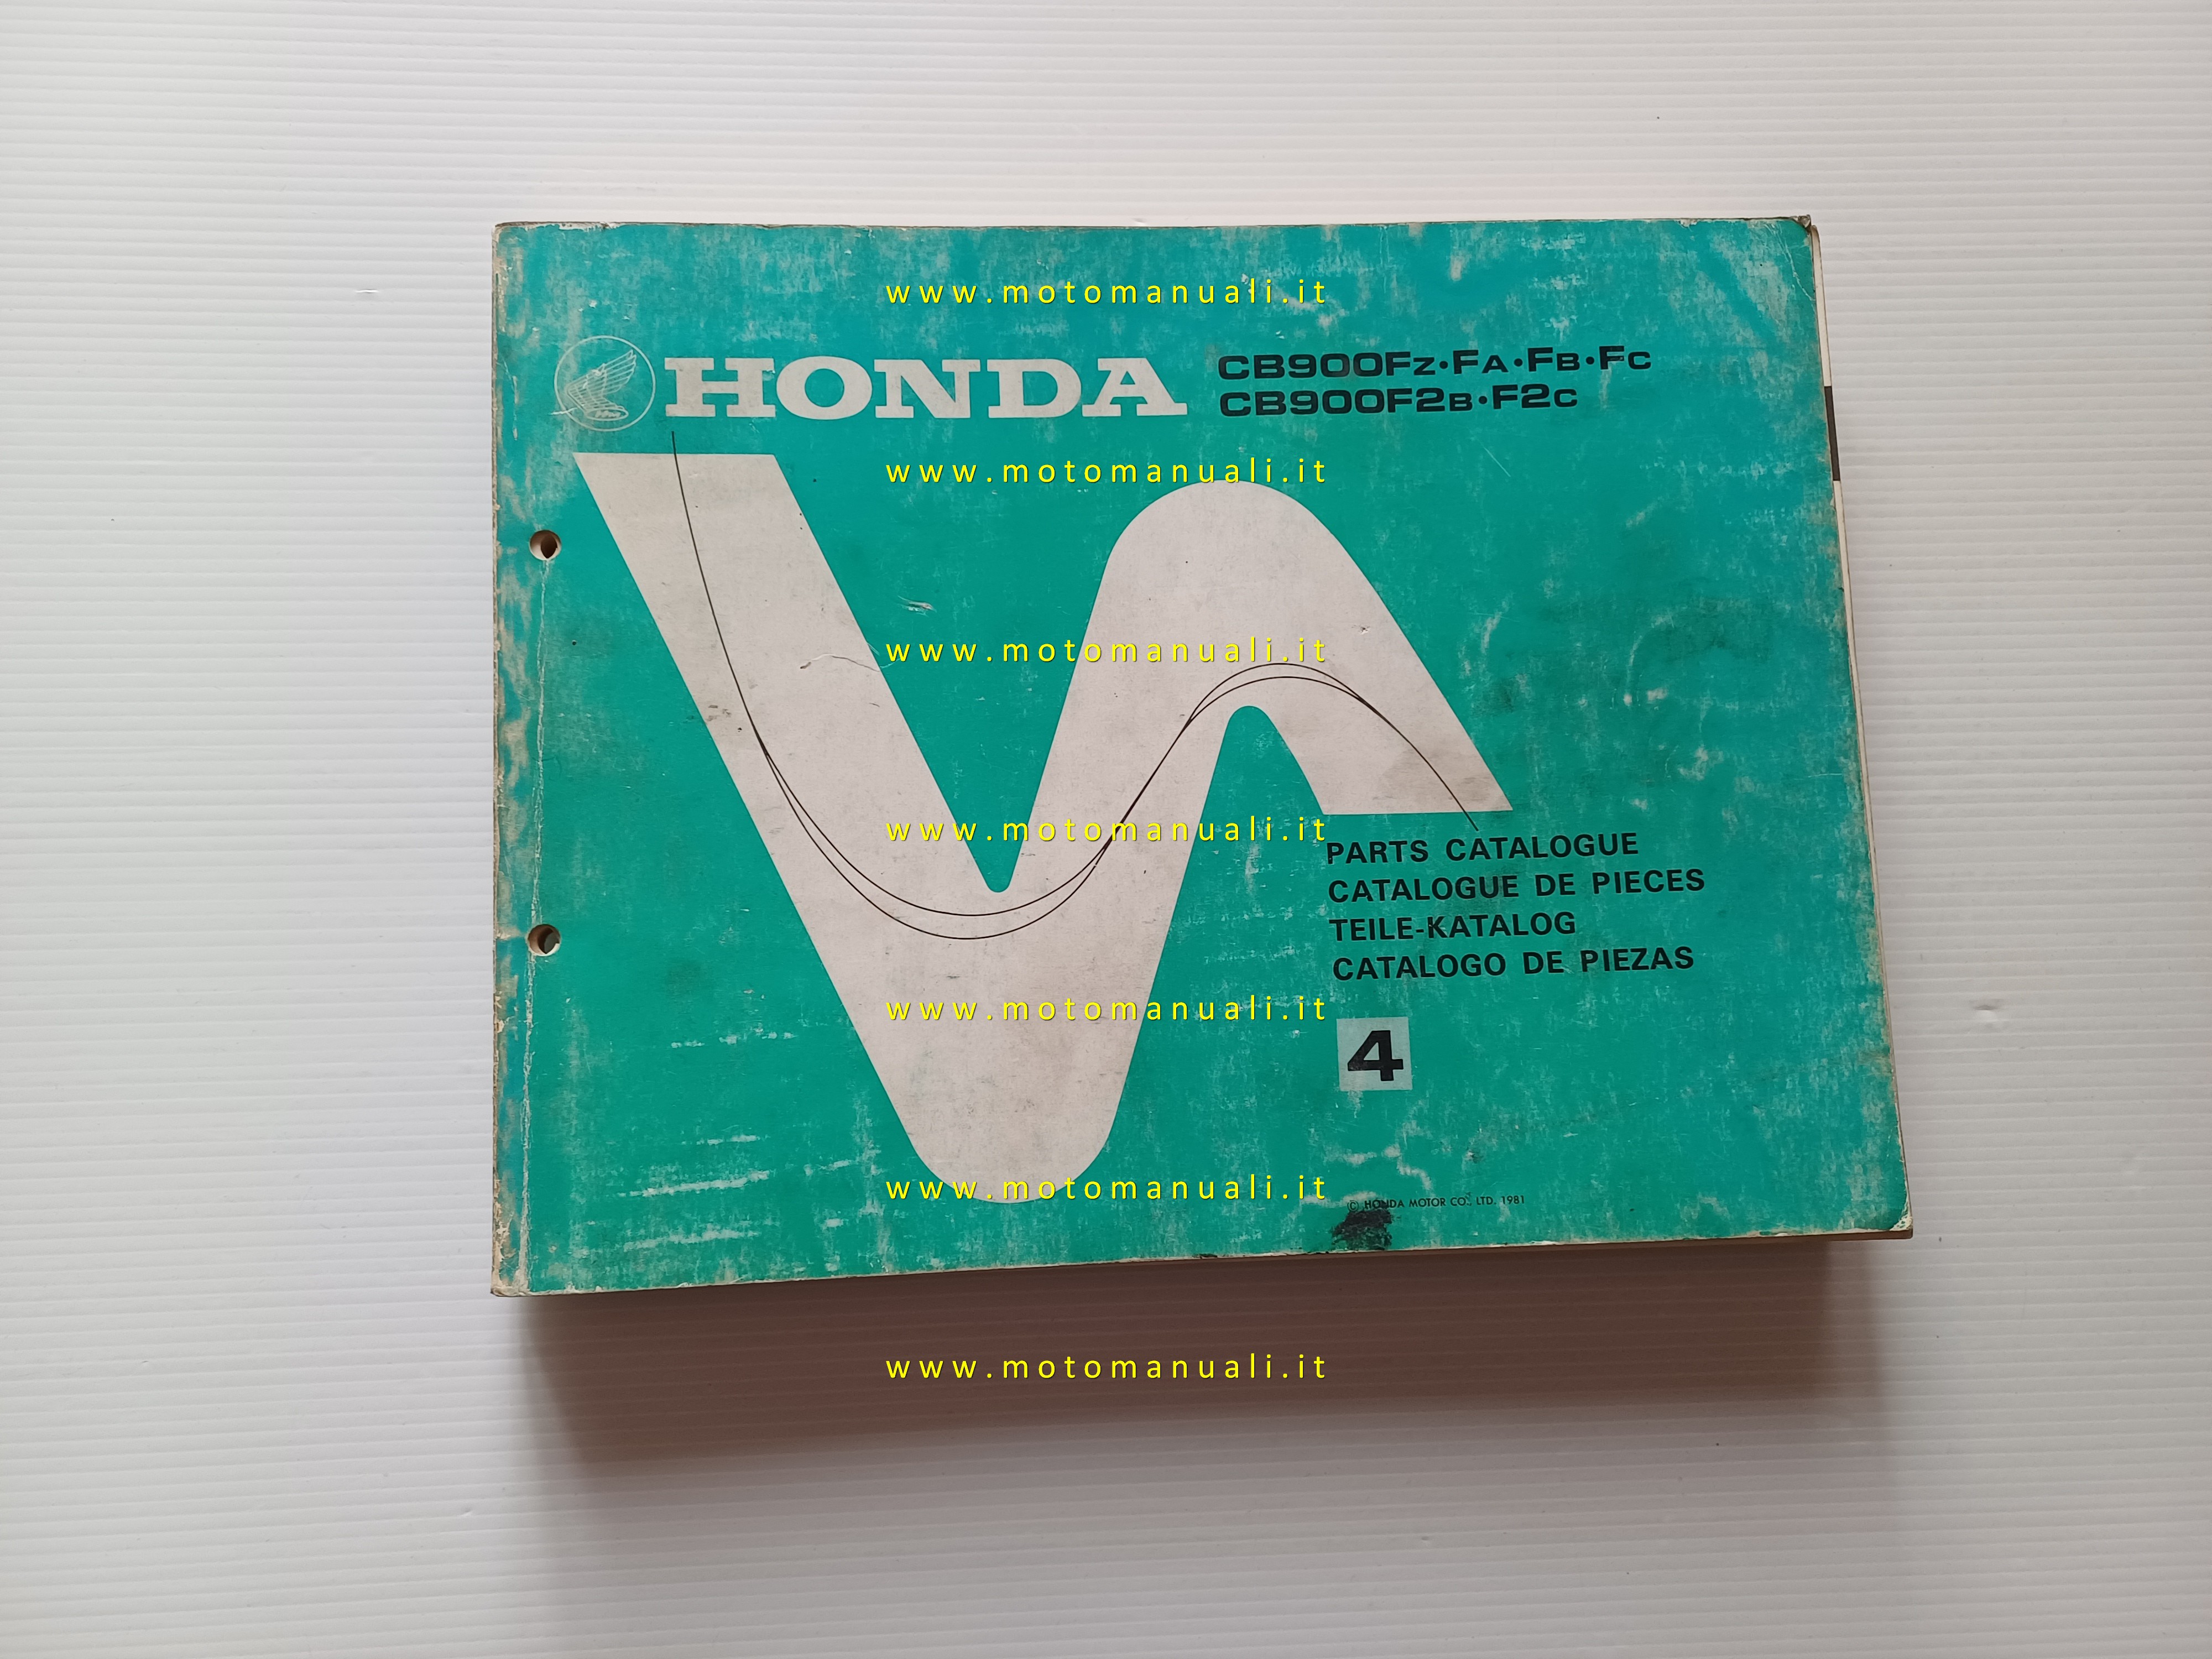 www.motomanuali.it
HONDA
CB900Fz·FA·FB·Fc
CB900F2B·F2c
www.motomanuali.it
www.motomanuali.it
www.motomanuali.it
PARTS CATALOGUE
CATALOGUE DE PIECES
TEILE-KATALOG
CATALOGO DE PIEZAS
www.motomanuali.it
4
www.motomanuali.it
© HONDA MOTOR CO., LTD, 1981
www.motomanuali.it